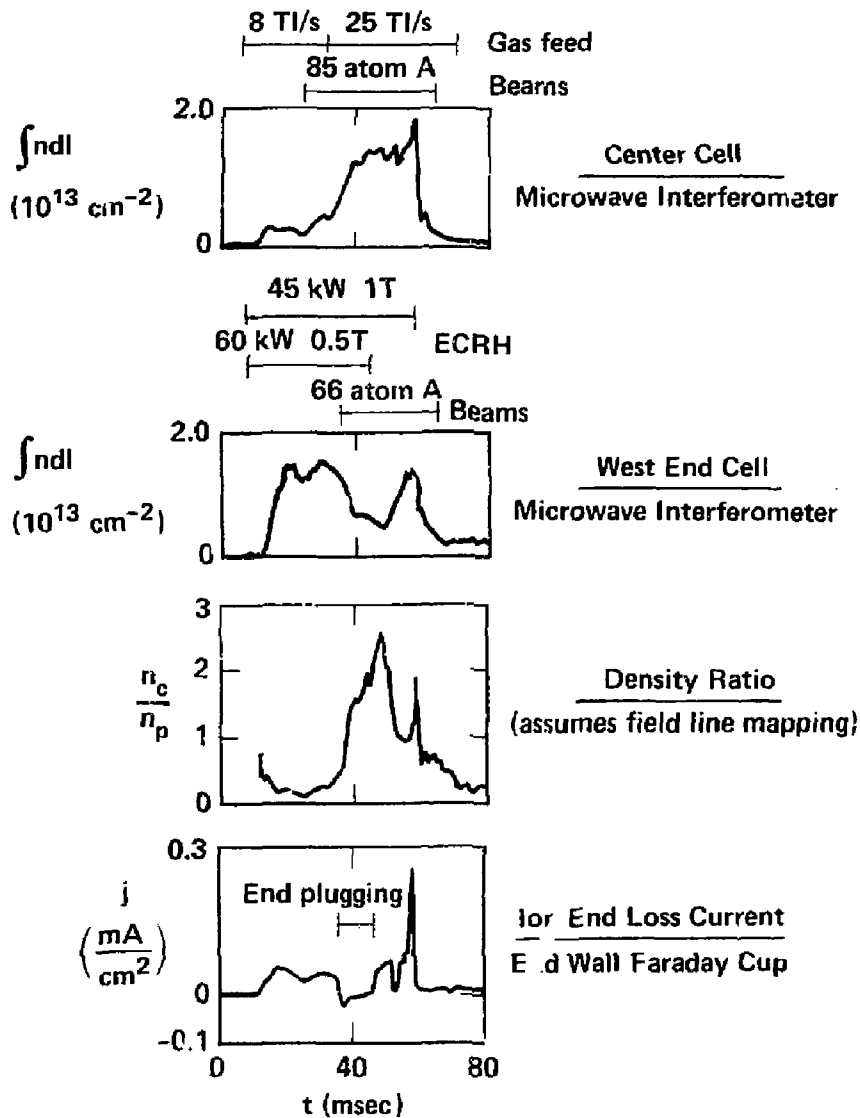 8 Tl/s 25 Tl/s
Gas feed
85 atom A
Beams
2.0
∫ndl
(10¹³ cm⁻²)
0
Center Cell
Microwave Interferometer
45 kW 1T
60 kW 0.5T
ECRH
66 atom A
Beams
2.0
∫ndl
(10¹³ cm⁻²)
0
West End Cell
Microwave Interferometer
3
2
1
0
n_c
n_p
Density Ratio
(assumes field line mapping)
0.3
0
-0.1
j
(mA
cm²)
End plugging
Ior End Loss Current
E .d Wall Faraday Cup
0 40 80
t (msec)